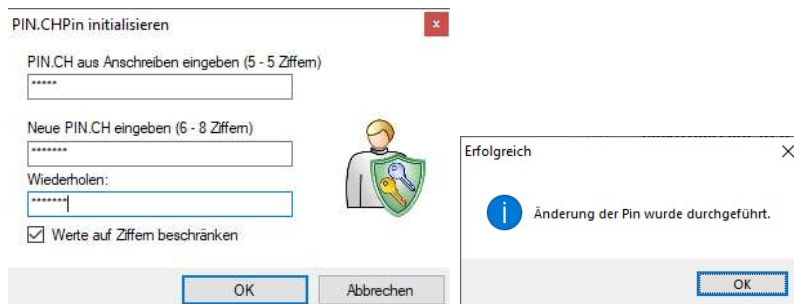 PIN.CHPin initialisieren
x
PIN.CH aus Anschreiben eingeben (5 - 5 Ziffern)
*****
Neue PIN.CH eingeben (6 - 8 Ziffern)
*******
Wiederholen:
*******
Werte auf Ziffern beschränken
OK Abbrechen
Erfolgreich
Änderung der Pin wurde durchgeführt.
OK